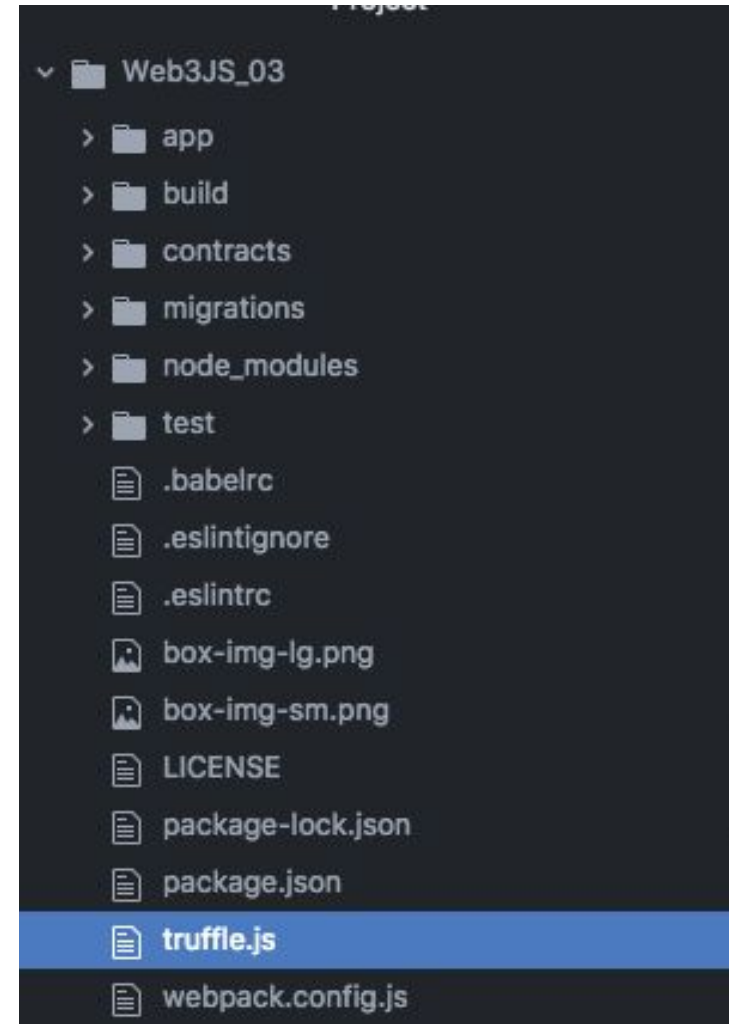 Project
Web3JS_03
app
build
contracts
migrations
node_modules
test
.babelrc
.eslintignore
.eslintrc
box-img-lg.png
box-img-sm.png
LICENSE
package-lock.json
package.json
truffle.js
webpack.config.js